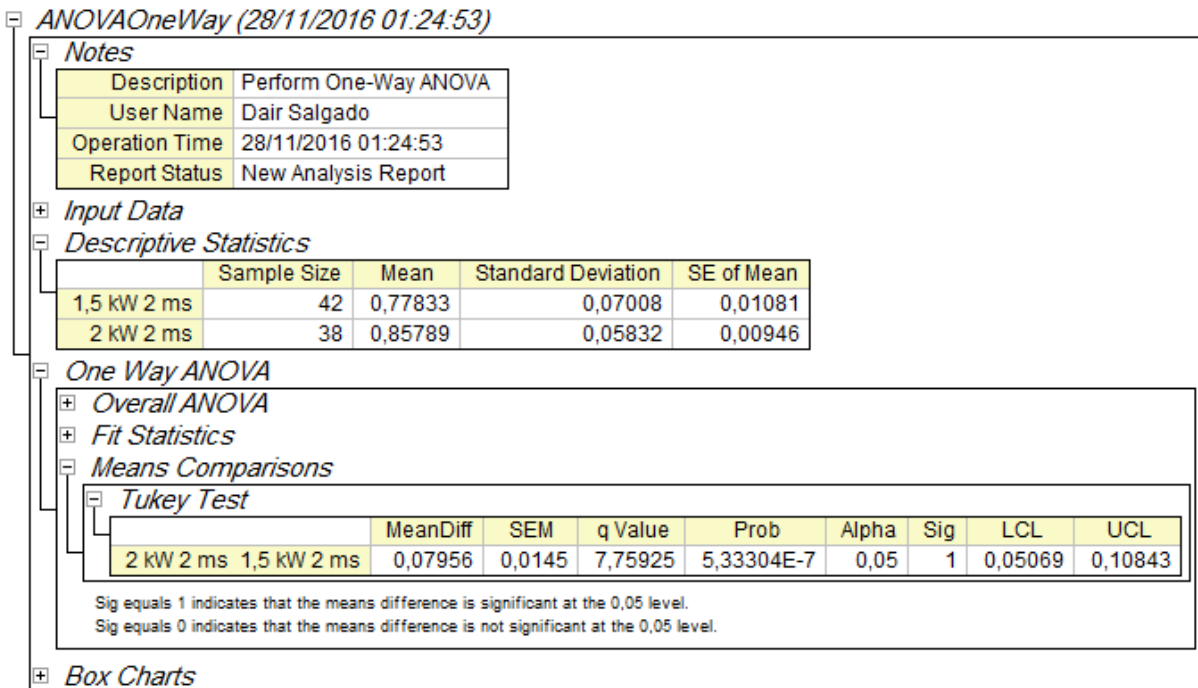 ANOVAOneWay (28/11/2016 01:24:53)
Notes
Description Perform One-Way ANOVA
User Name Dair Salgado
Operation Time 28/11/2016 01:24:53
Report Status New Analysis Report
Input Data
Descriptive Statistics
Sample Size Mean Standard Deviation SE of Mean
1,5 kW 2 ms 42 0,77833 0,07008 0,01081
2 kW 2 ms 38 0,85789 0,05832 0,00946
One Way ANOVA
Overall ANOVA
Fit Statistics
Means Comparisons
Tukey Test
MeanDiff SEM q Value Prob Alpha Sig LCL UCL
2 kW 2 ms 1,5 kW 2 ms 0,07956 0,0145 7,75925 5,33304E-7 0,05 1 0,05069 0,10843
Sig equals 1 indicates that the means difference is significant at the 0,05 level.
Sig equals 0 indicates that the means difference is not significant at the 0,05 level.
Box Charts